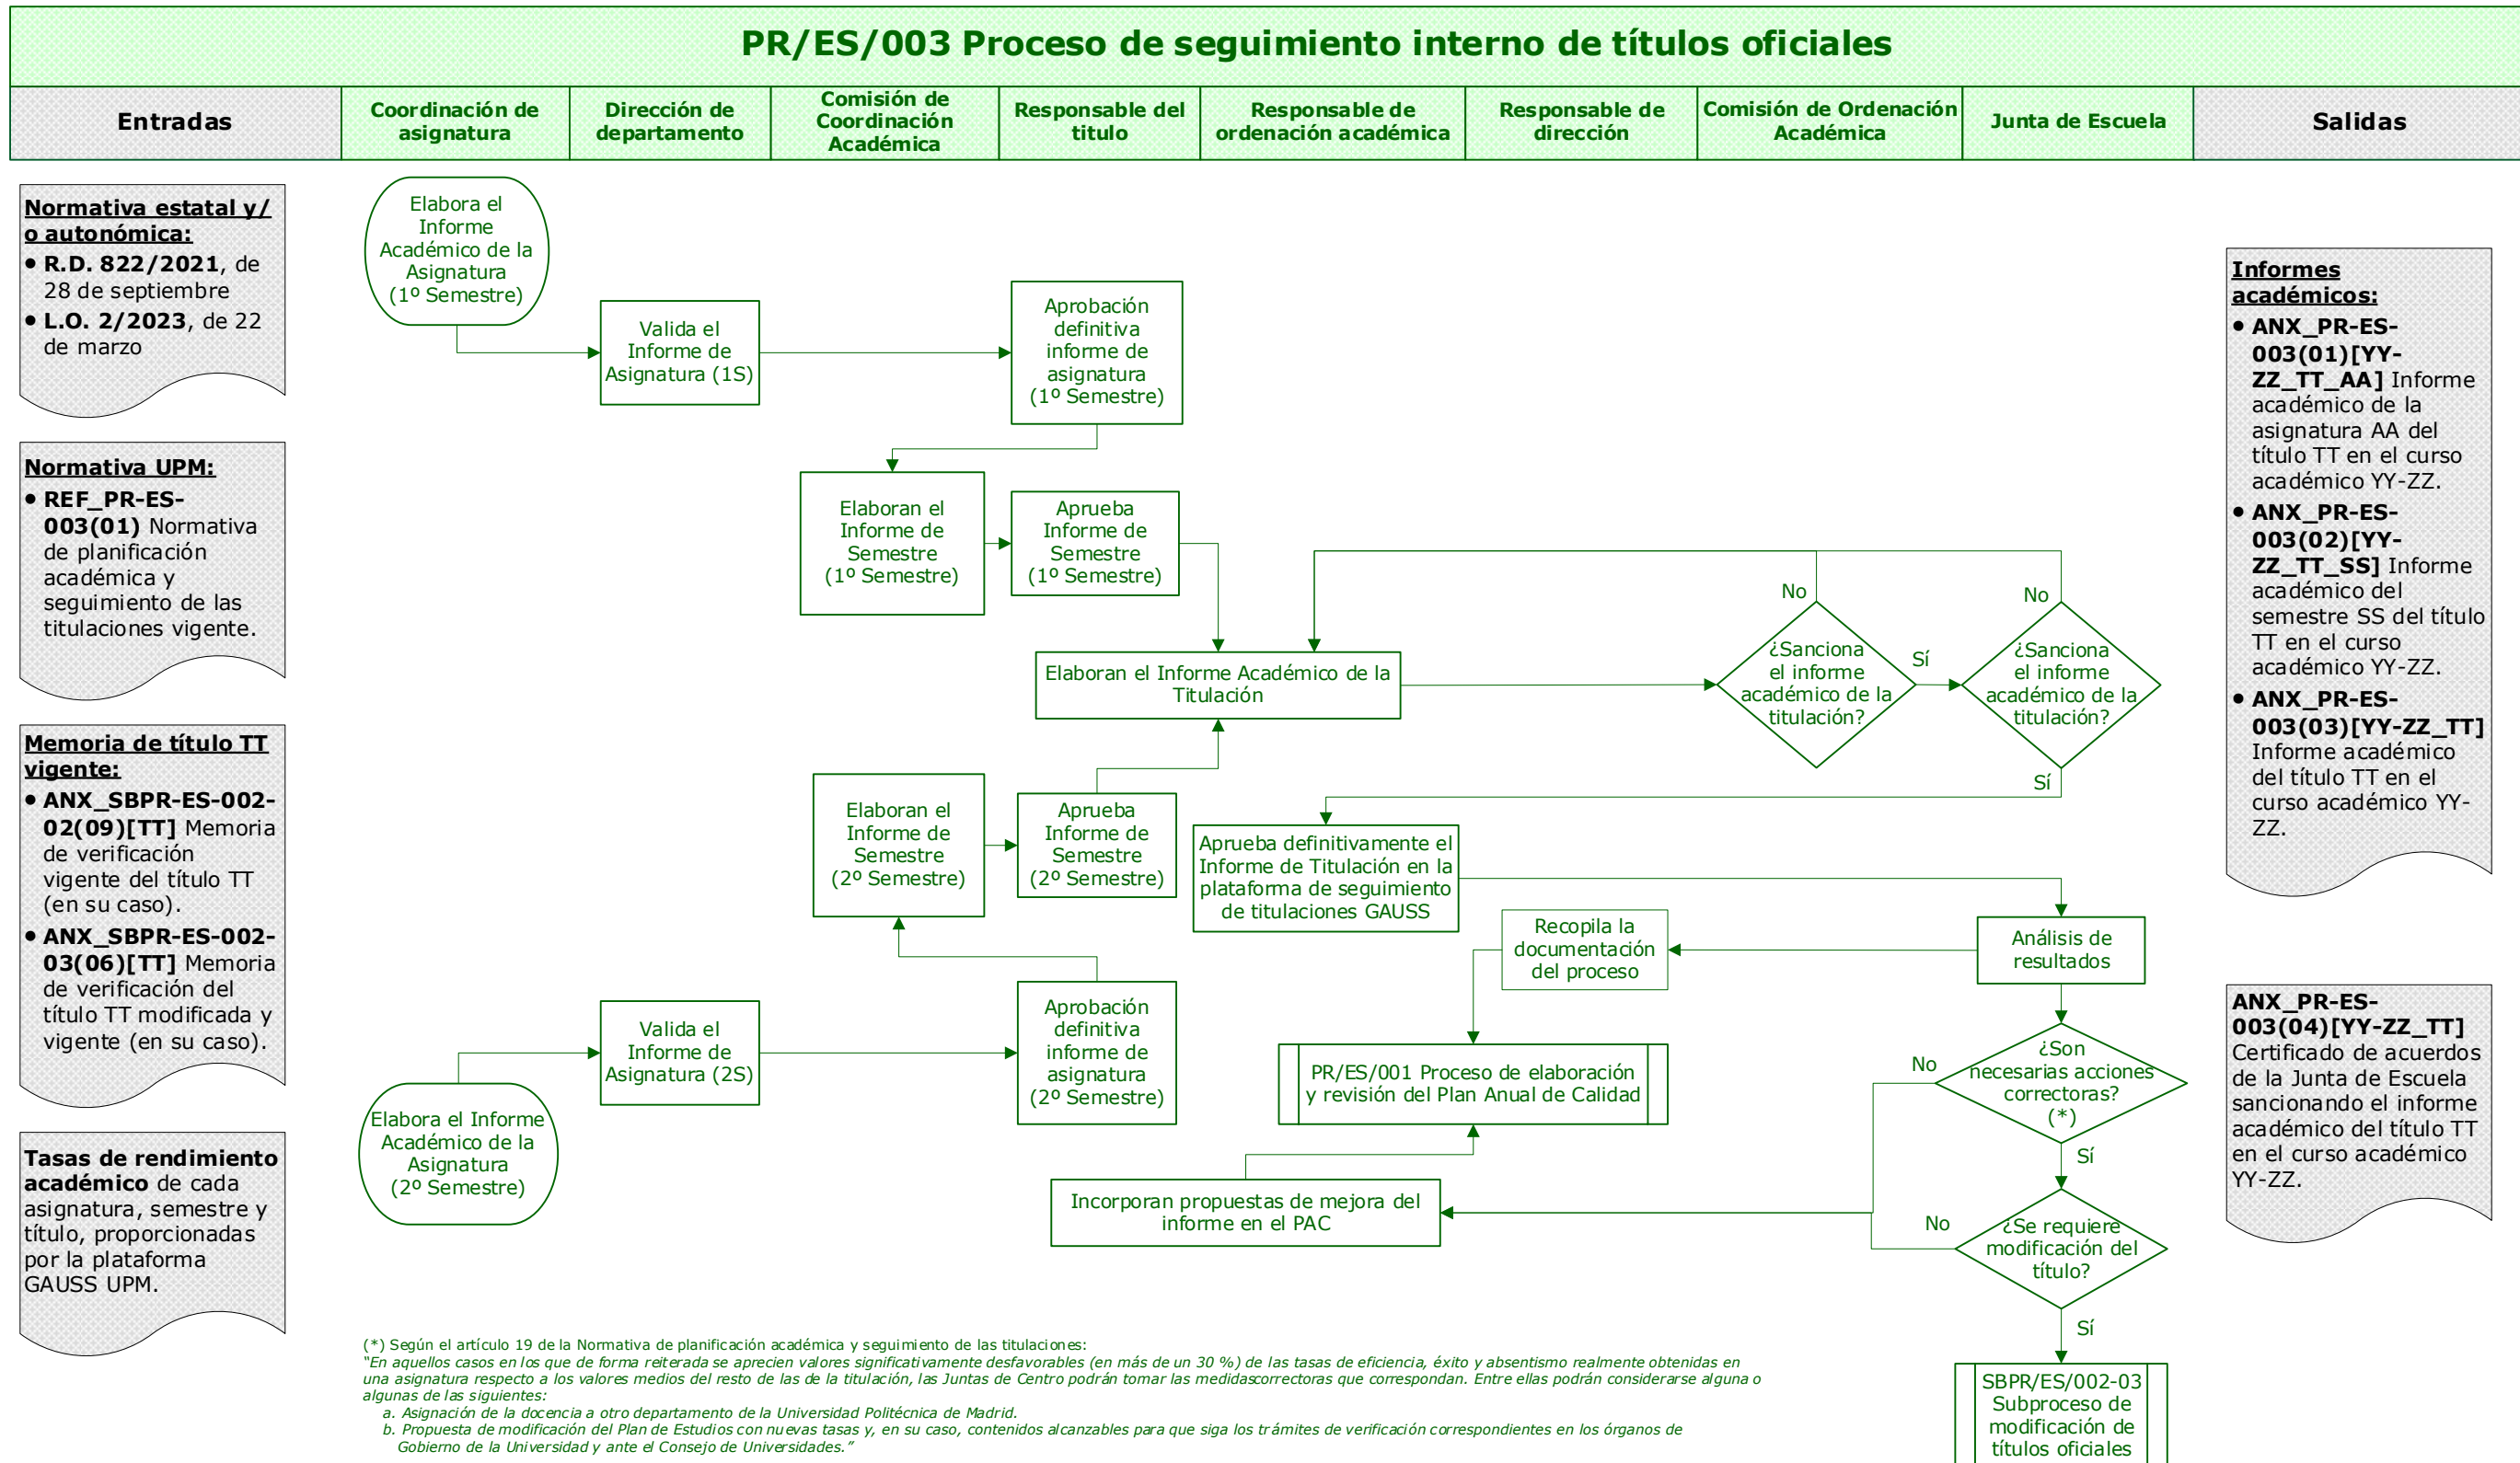 PR/ES/003 Proceso de seguimiento interno de títulos oficiales
Entradas
Coordinación de
asignatura
Dirección de
departamento
Comisión de
Coordinación
Académica
Responsable del
titulo
Responsable de
ordenación académica
Responsable de
dirección
Comisión de Ordenación
Académica
Junta de Escuela
Salidas
Normativa estatal y/
o autonómica:
• R.D. 822/2021, de
28 de septiembre
• L.O. 2/2023, de 22
de marzo
Normativa UPM:
• REF_PR-ES-
003(01) Normativa
de planificación
académica y
seguimiento de las
titulaciones vigente.
Memoria de título TT
vigente:
• ANX_SBPR-ES-002-
02(09)[TT] Memoria
de verificación
vigente del título TT
(en su caso).
• ANX_SBPR-ES-002-
03(06)[TT] Memoria
de verificación del
título TT modificada y
vigente (en su caso).
Tasas de rendimiento
académico de cada
asignatura, semestre y
título, proporcionadas
por la plataforma
GAUSS UPM.
Elabora el
Informe
Académico de la
Asignatura
(1º Semestre)
Valida el
Informe de
Asignatura (1S)
Aprobación
definitiva
informe de
asignatura
(1º Semestre)
Elaboran el
Informe de
Semestre
(1º Semestre)
Aprueba
Informe de
Semestre
(1º Semestre)
Elaboran el Informe Académico de la
Titulación
No
¿Sanciona
el informe
académico de la
titulación?
Sí
No
¿Sanciona
el informe
académico de la
titulación?
Sí
Elaboran el
Informe de
Semestre
(2º Semestre)
Aprueba
Informe de
Semestre
(2º Semestre)
Aprueba definitivamente el
Informe de Titulación en la
plataforma de seguimiento
de titulaciones GAUSS
Recopila la
documentación
del proceso
Análisis de
resultados
Elabora el Informe
Académico de la
Asignatura
(2º Semestre)
Valida el
Informe de
Asignatura (2S)
Aprobación
definitiva
informe de
asignatura
(2º Semestre)
PR/ES/001 Proceso de elaboración
y revisión del Plan Anual de Calidad
No
¿Son
necesarias acciones
correctoras?
(*)
Sí
Incorporan propuestas de mejora del
informe en el PAC
No
¿Se requiere
modificación del
título?
Sí
SBPR/ES/002-03
Subproceso de
modificación de
títulos oficiales
Informes
académicos:
• ANX_PR-ES-
003(01)[YY-
ZZ_TT_AA] Informe
académico de la
asignatura AA del
título TT en el curso
académico YY-ZZ.
• ANX_PR-ES-
003(02)[YY-
ZZ_TT_SS] Informe
académico del
semestre SS del título
TT en el curso
académico YY-ZZ.
• ANX_PR-ES-
003(03)[YY-ZZ_TT]
Informe académico
del título TT en el
curso académico YY-
ZZ.
ANX_PR-ES-
003(04)[YY-ZZ_TT]
Certificado de acuerdos
de la Junta de Escuela
sancionando el informe
académico del título TT
en el curso académico
YY-ZZ.
(*) Según el artículo 19 de la Normativa de planificación académica y seguimiento de las titulaciones:
"En aquellos casos en los que de forma reiterada se aprecien valores significativamente desfavorables (en más de un 30 %) de las tasas de eficiencia, éxito y absentismo realmente obtenidas en
una asignatura respecto a los valores medios del resto de las de la titulación, las Juntas de Centro podrán tomar las medidascorrectoras que correspondan. Entre ellas podrán considerarse alguna o
algunas de las siguientes:
a. Asignación de la docencia a otro departamento de la Universidad Politécnica de Madrid.
b. Propuesta de modificación del Plan de Estudios con nuevas tasas y, en su caso, contenidos alcanzables para que siga los trámites de verificación correspondientes en los órganos de
Gobierno de la Universidad y ante el Consejo de Universidades."